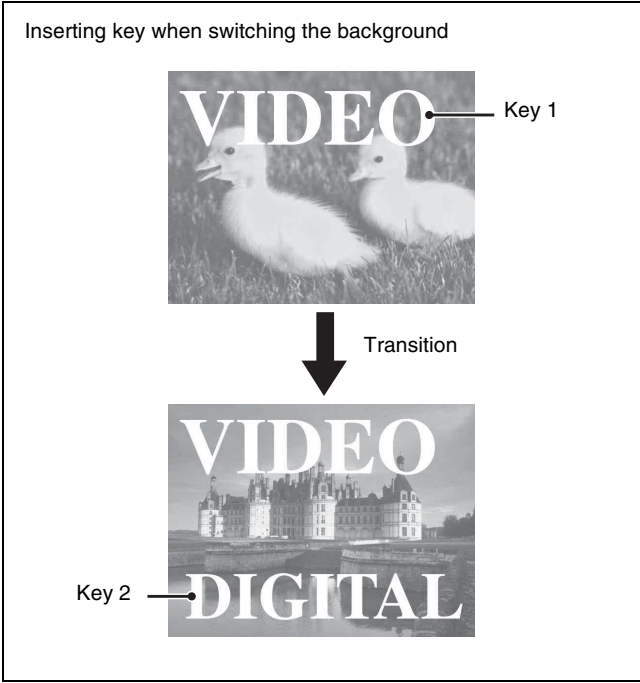 Inserting key when switching the background
VIDEO
Key 1
Transition
VIDEO
Key 2
DIGITAL